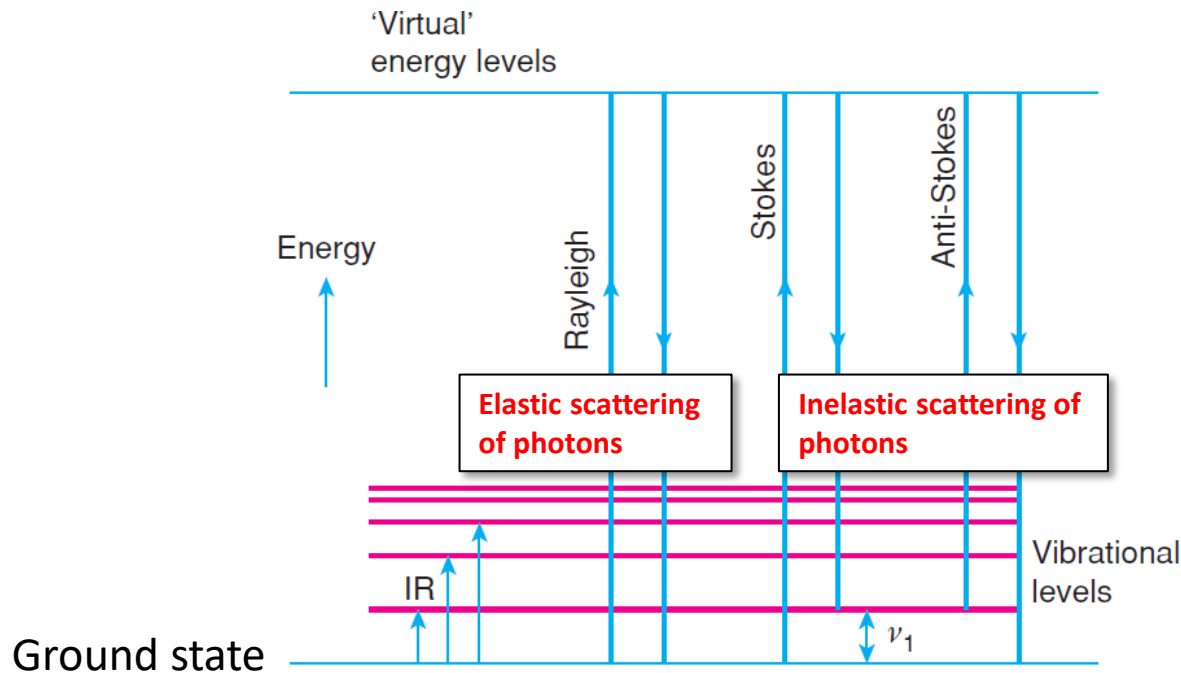 'Virtual'
energy levels
Energy
Rayleigh
Stokes
Anti-Stokes
Elastic scattering
of photons
Inelastic scattering of
photons
IR
Vibrational
levels
ν1
Ground state